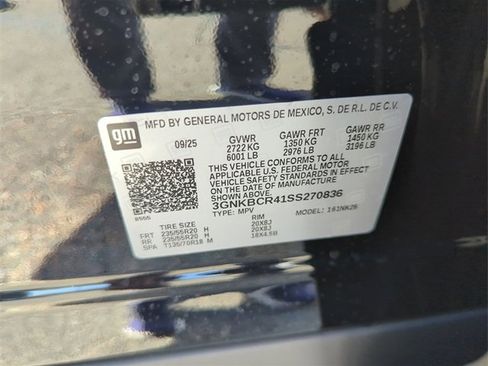 gm
MFD BY GENERAL MOTORS DE MEXICO, S. DE R.L. DE C.V.
09/25 GVWR GAWR FRT GAWR RR
2722 KG 1350 KG 1450 KG
6001 LB 2976 LB 3196 LB
THIS VEHICLE CONFORMS TO ALL
APPLICABLE U.S. FEDERAL MOTOR
VEHICLE SAFETY STANDARDS IN
EFFECT ON THE DATE OF
MANUFACTURE SHOWN ABOVE.
3GNKBCR41SS270836
TYPE: MPV MODEL: 1S1NK26
TIRE SIZE RIM
FRT 235/55R20 H 20X8J
RR 235/55R20 H 20X8J
SPA T135/70R18 M 18X4.5B